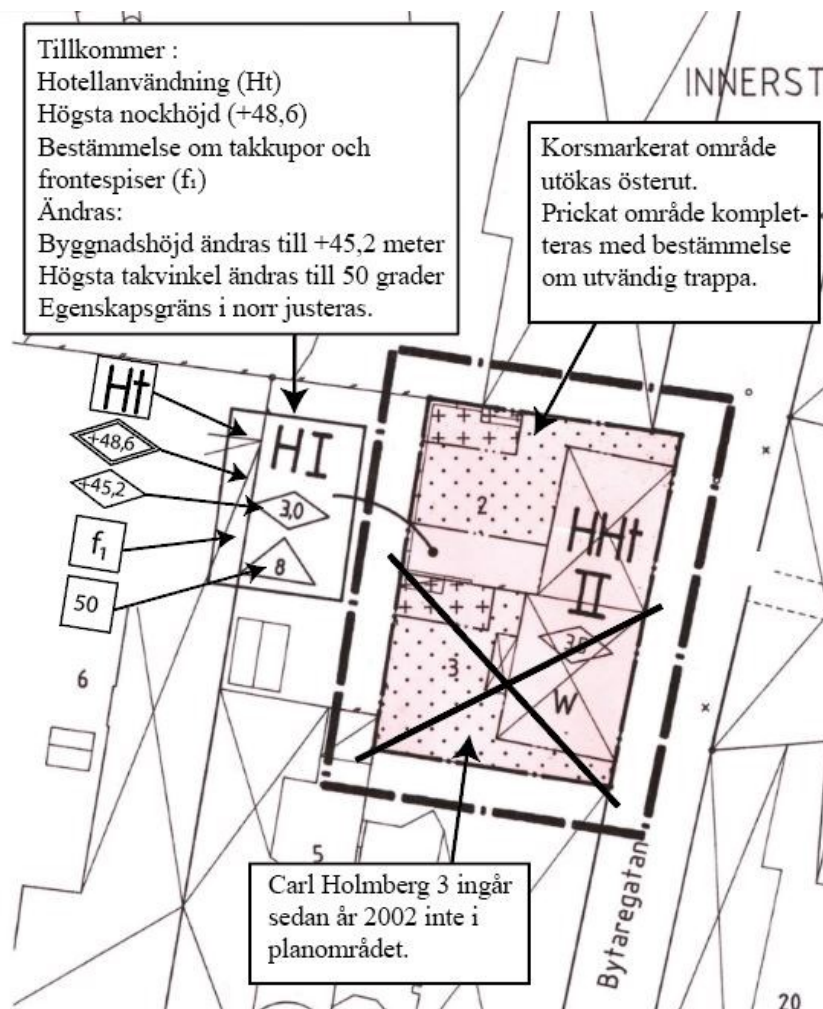 Tillkommer :
Hotellanvändning (Ht)
Högsta nockhöjd (+48,6)
Bestämmelse om takkupor och
frontespiser (f₁)
Ändras:
Byggnadshöjd ändras till +45,2 meter
Högsta takvinkel ändras till 50 grader
Egenskapsgräns i norr justeras.
INNERST
Korsmarkerat område
utökas österut.
Prickat område komplet-
teras med bestämmelse
om utvändig trappa.
Ht
+48,6
+45,2
f₁
50
H I
3,0
8
2
HHt
II
3
W
6
5
Carl Holmberg 3 ingår
sedan år 2002 inte i
planområdet.
Bytaregatan
20